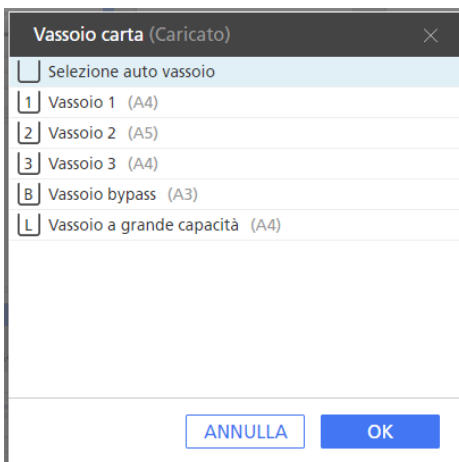 Vassoio carta (Caricato)
Selezione auto vassoio
1 Vassoio 1 (A4)
2 Vassoio 2 (A5)
3 Vassoio 3 (A4)
B Vassoio bypass (A3)
L Vassoio a grande capacità (A4)
ANNULLA OK